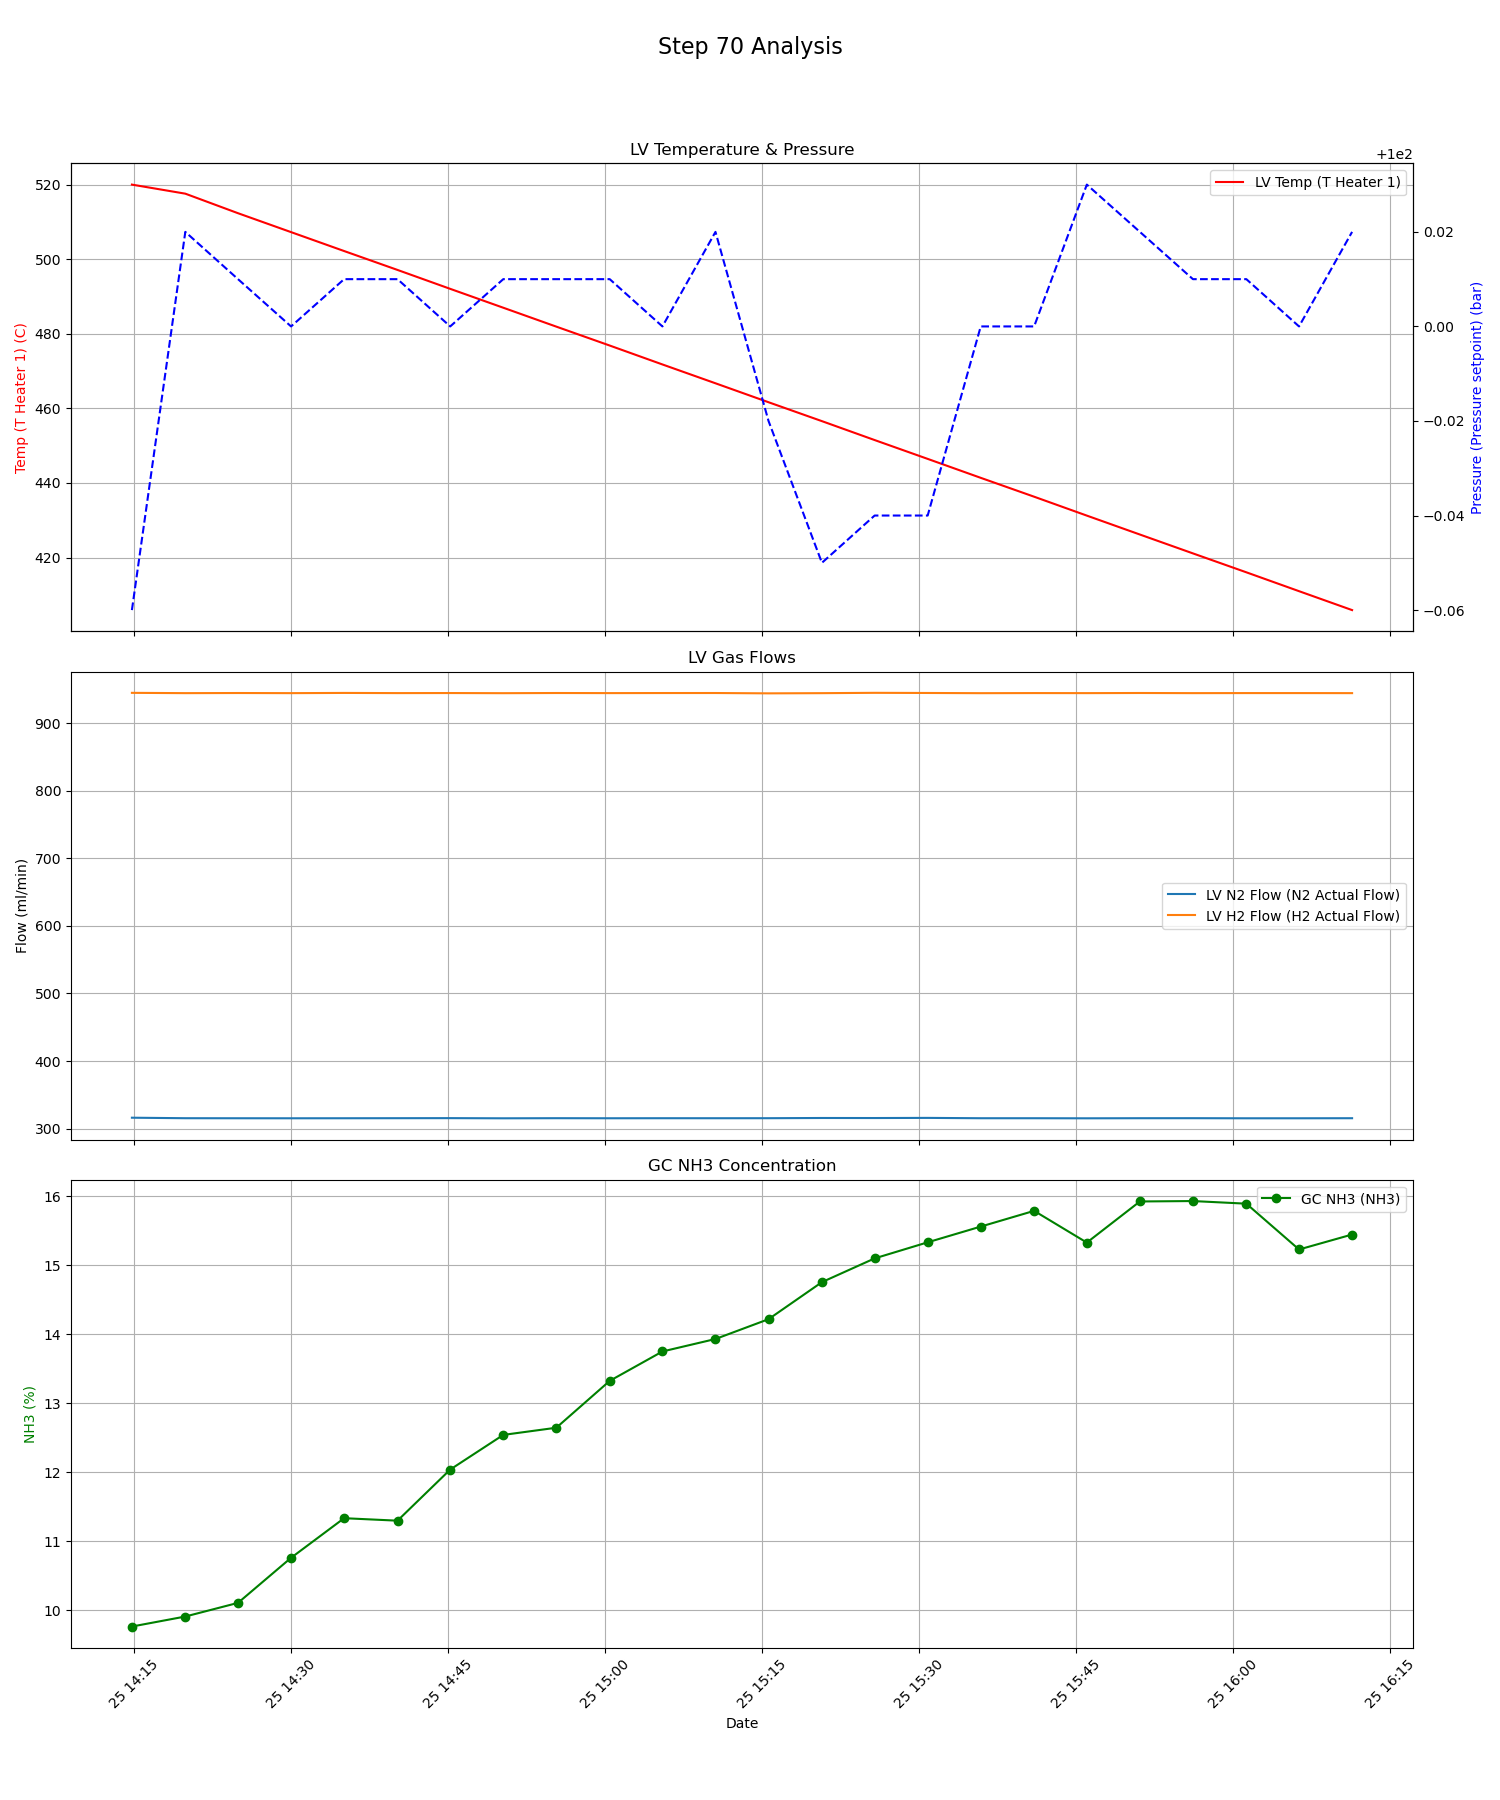 Step 70 Analysis
LV Temperature & Pressure
+1e2
LV Temp (T Heater 1)
520
500
480
460
440
420
Temp (T Heater 1) (C)
0.02
0.00
−0.02
−0.04
−0.06
Pressure (Pressure setpoint) (bar)
LV Gas Flows
900
800
700
600
500
400
300
Flow (ml/min)
LV N2 Flow (N2 Actual Flow)
LV H2 Flow (H2 Actual Flow)
GC NH3 Concentration
GC NH3 (NH3)
16
15
14
13
12
11
10
NH3 (%)
25 14:15
25 14:30
25 14:45
25 15:00
25 15:15
25 15:30
25 15:45
25 16:00
25 16:15
Date